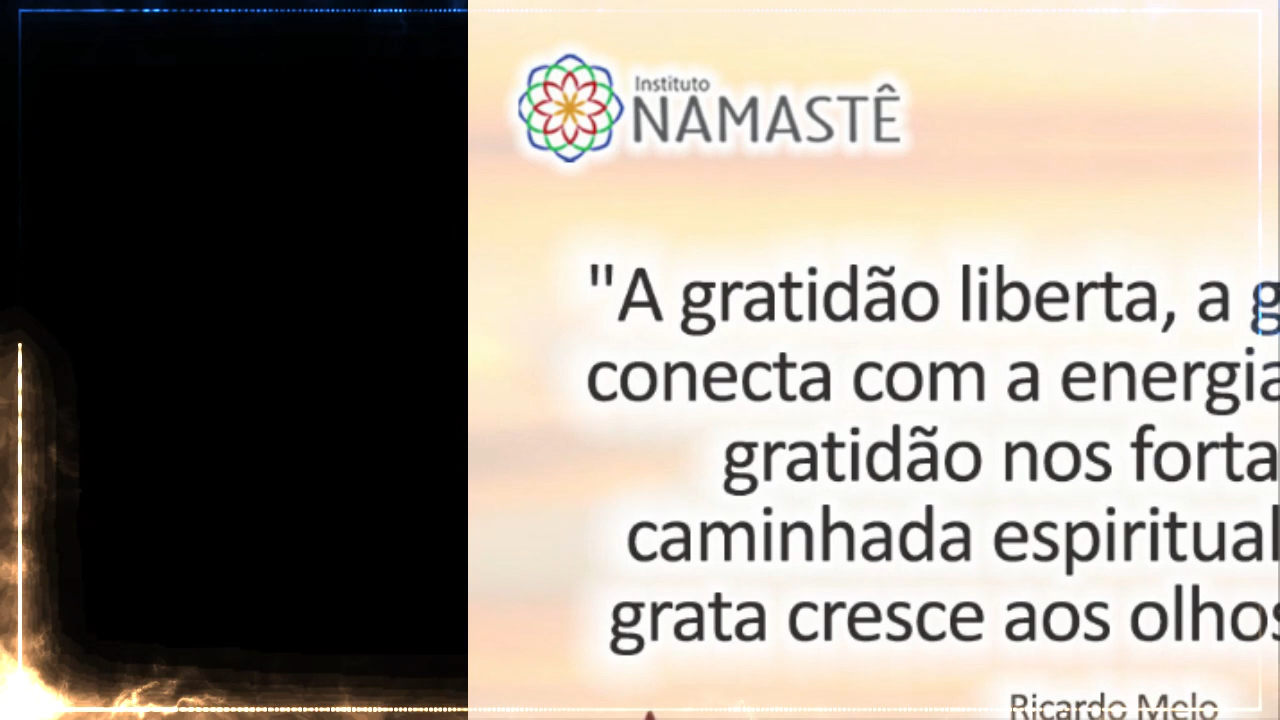 Instituto
NAMASTÊ
"A gratidão liberta, a g
conecta com a energia
gratidão nos forta
caminhada espiritual
grata cresce aos olhos
Ricardo Melo